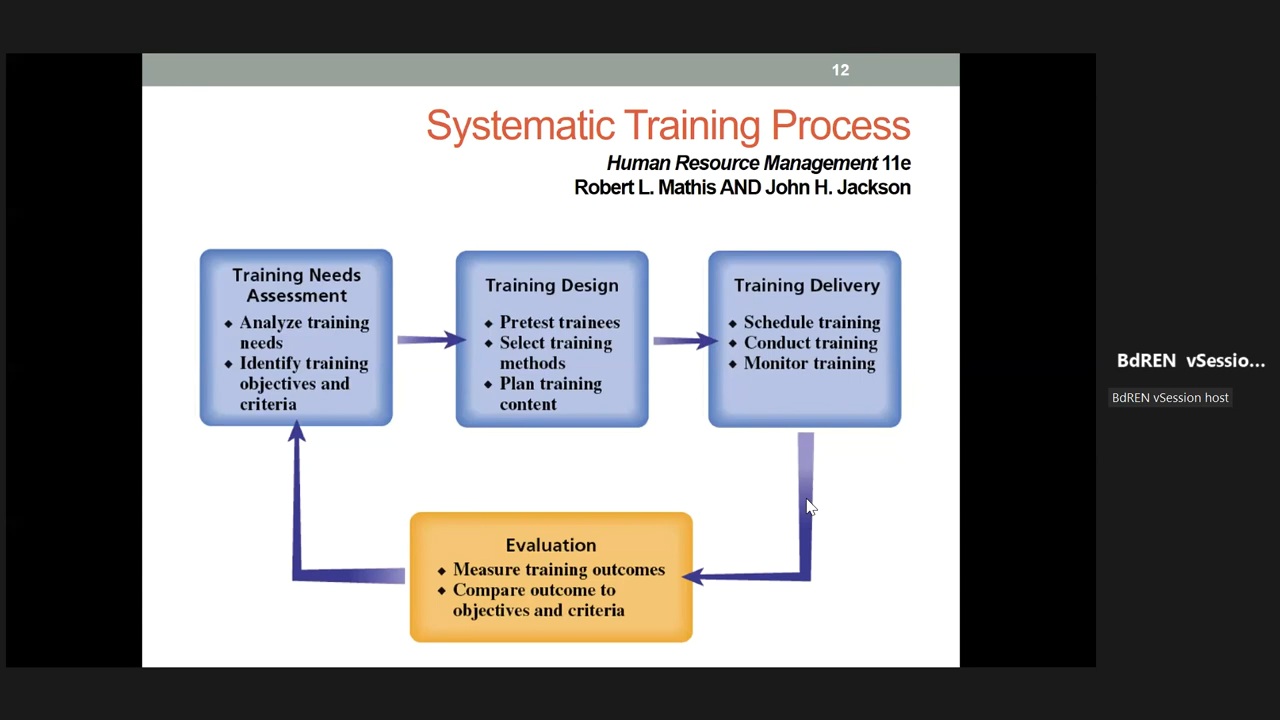 12
Systematic Training Process
Human Resource Management 11e
Robert L. Mathis AND John H. Jackson
Training Needs
Assessment
◆ Analyze training
needs
◆ Identify training
objectives and
criteria
Training Design
◆ Pretest trainees
◆ Select training
methods
◆ Plan training
content
Training Delivery
◆ Schedule training
◆ Conduct training
◆ Monitor training
Evaluation
◆ Measure training outcomes
◆ Compare outcome to
objectives and criteria
BdREN vSessio...
BdREN vSession host